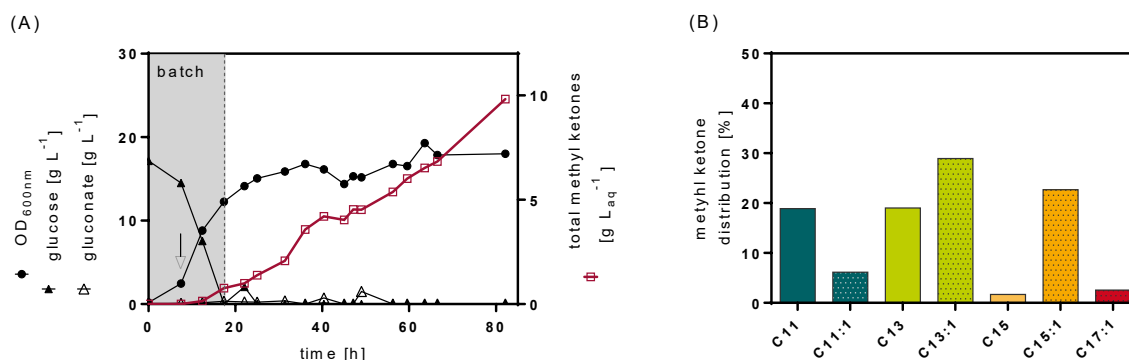 (A)
(B)
30
20
10
0
batch
10
5
0
0
20
40
60
80
time [h]
OD600nm
glucose [g L-1]
gluconate [g L-1]
total methyl ketones
[g Laq-1]
50
40
30
20
10
0
metyhl ketone
distribution [%]
C11
C11:1
C13
C13:1
C15
C15:1
C17:1